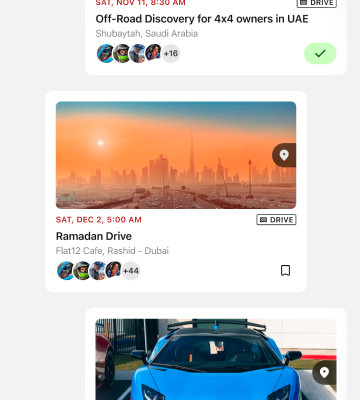 SAT, NOV 11, 8:30 AM
DRIVE
Off-Road Discovery for 4x4 owners in UAE
Shubaytah, Saudi Arabia
+16
SAT, DEC 2, 5:00 AM
DRIVE
Ramadan Drive
Flat12 Cafe, Rashid - Dubai
+44